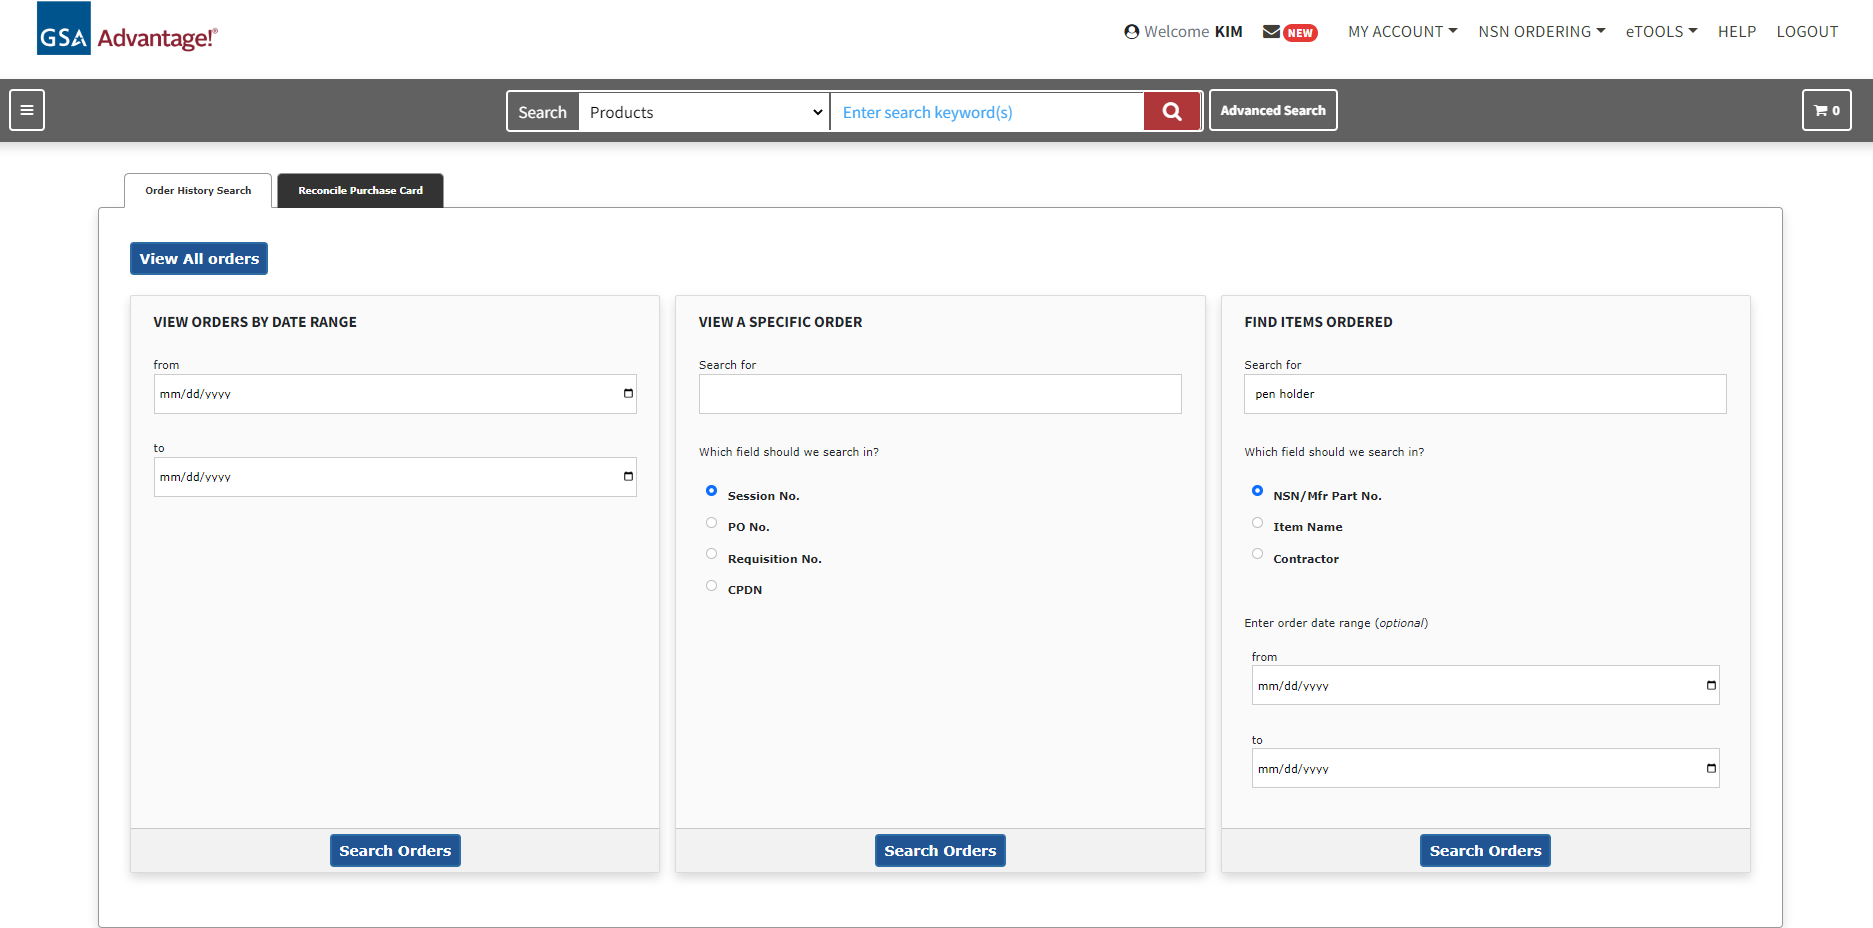 GSA Advantage!®
Welcome KIM
NEW
MY ACCOUNT
NSN ORDERING
eTOOLS
HELP
LOGOUT
Search
Products
Enter search keyword(s)
Advanced Search
0
Order History Search
Reconcile Purchase Card
View All orders
VIEW ORDERS BY DATE RANGE
from
mm/dd/yyyy
to
mm/dd/yyyy
Search Orders
VIEW A SPECIFIC ORDER
Search for
Which field should we search in?
Session No.
PO No.
Requisition No.
CPDN
Search Orders
FIND ITEMS ORDERED
Search for
pen holder
Which field should we search in?
NSN/Mfr Part No.
Item Name
Contractor
Enter order date range (optional)
from
mm/dd/yyyy
to
mm/dd/yyyy
Search Orders